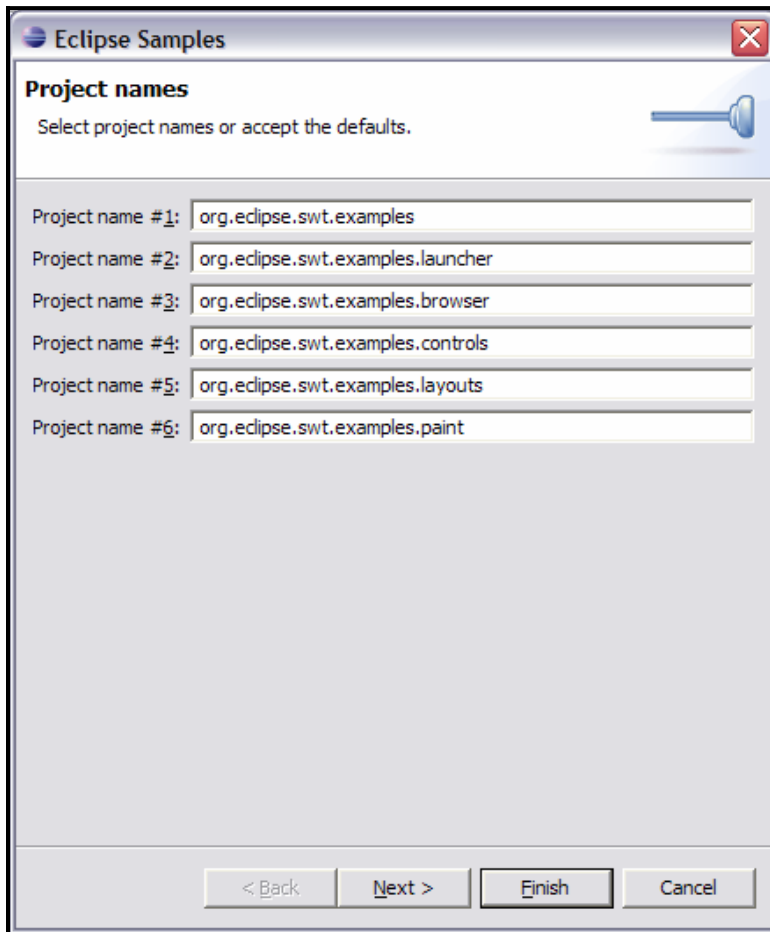 Eclipse Samples
Project names
Select project names or accept the defaults.
Project name #1: org.eclipse.swt.examples
Project name #2: org.eclipse.swt.examples.launcher
Project name #3: org.eclipse.swt.examples.browser
Project name #4: org.eclipse.swt.examples.controls
Project name #5: org.eclipse.swt.examples.layouts
Project name #6: org.eclipse.swt.examples.paint
< Back Next > Finish Cancel